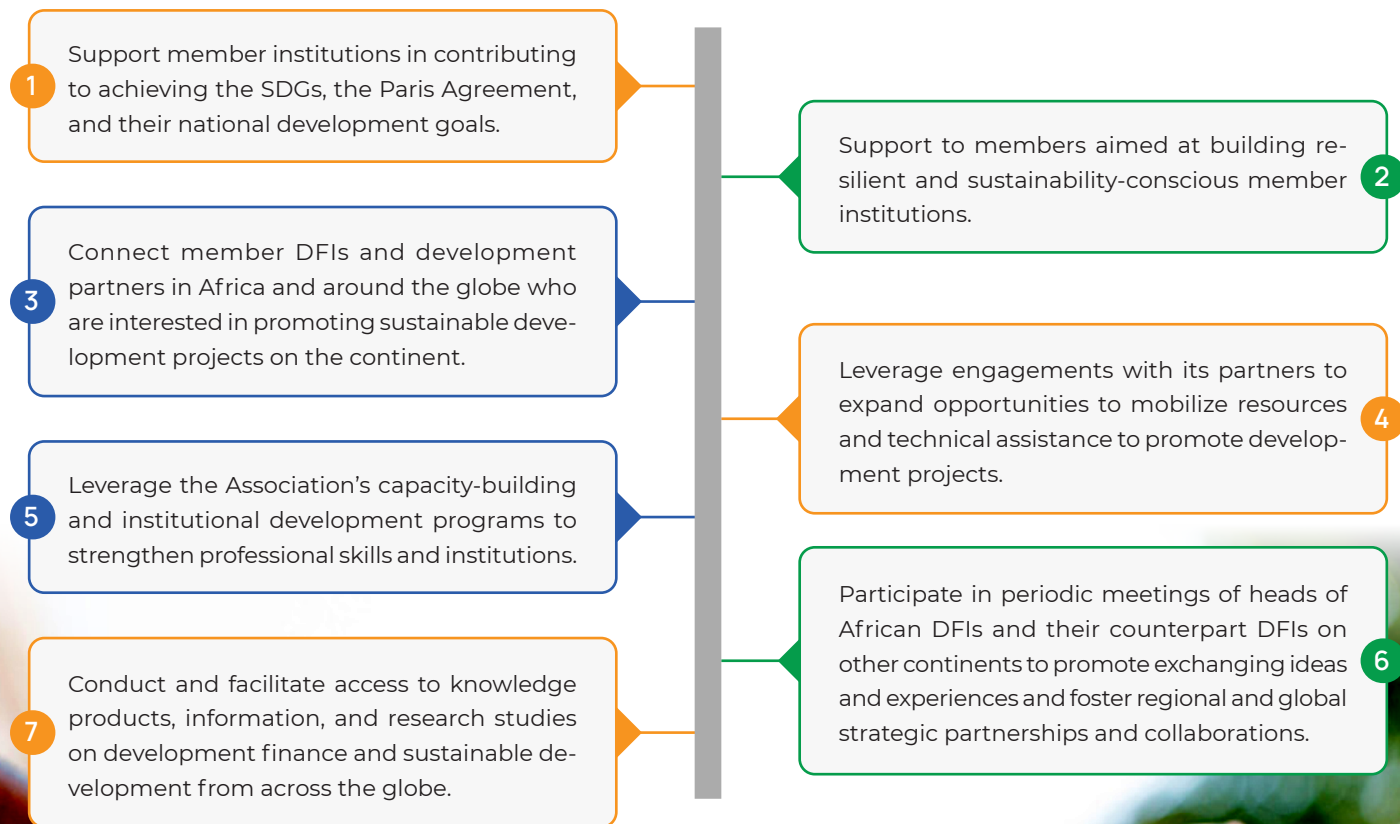 1
Support member institutions in contributing
to achieving the SDGs, the Paris Agreement,
and their national development goals.
2
Support to members aimed at building re-
silient and sustainability-conscious member
institutions.
3
Connect member DFIs and development
partners in Africa and around the globe who
are interested in promoting sustainable deve-
lopment projects on the continent.
4
Leverage engagements with its partners to
expand opportunities to mobilize resources
and technical assistance to promote develop-
ment projects.
5
Leverage the Association’s capacity-building
and institutional development programs to
strengthen professional skills and institutions.
6
Participate in periodic meetings of heads of
African DFIs and their counterpart DFIs on
other continents to promote exchanging ideas
and experiences and foster regional and global
strategic partnerships and collaborations.
7
Conduct and facilitate access to knowledge
products, information, and research studies
on development finance and sustainable de-
velopment from across the globe.